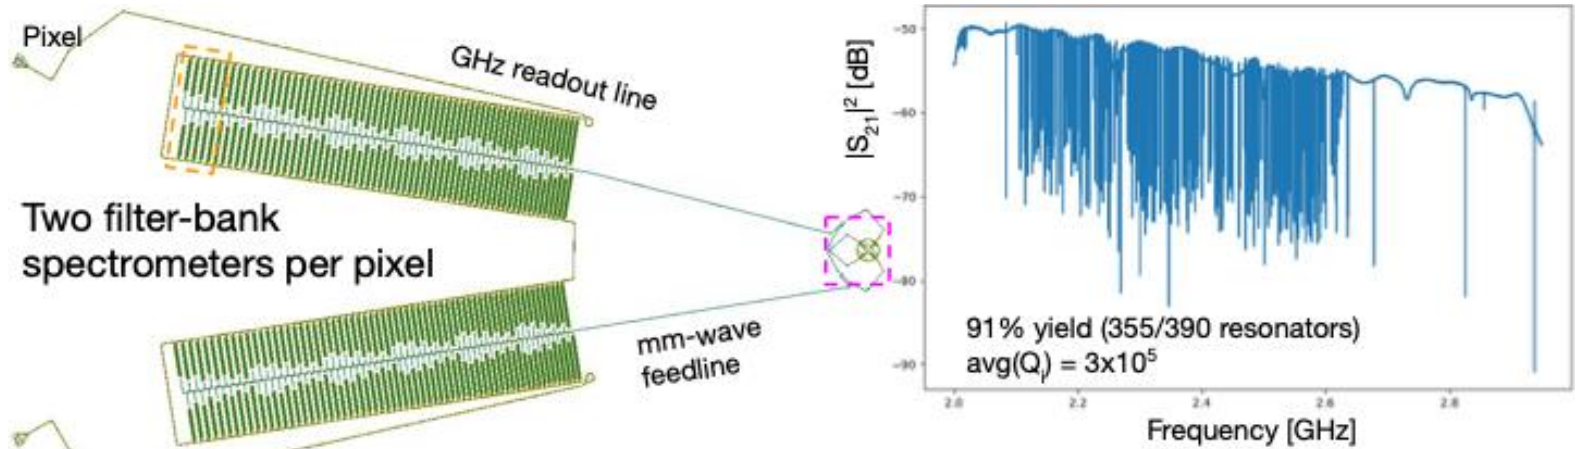 Pixel
GHz readout line
Two filter-bank
spectrometers per pixel
mm-wave
feedline
|S₂₁|² [dB]
−50
−60
−70
−80
−90
91% yield (355/390 resonators)
avg(Qᵢ) = 3x10⁵
2.0 2.2 2.4 2.6 2.8
Frequency [GHz]